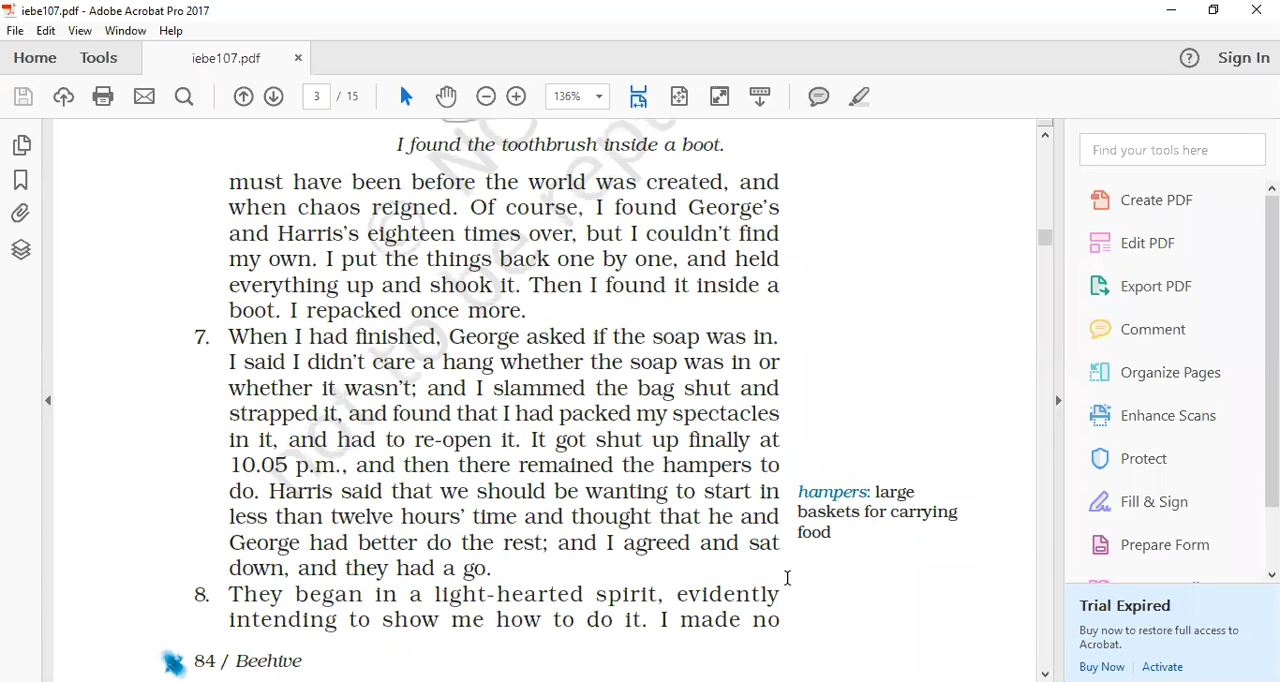 iebe107.pdf - Adobe Acrobat Pro 2017
File Edit View Window Help
Home Tools iebe107.pdf × Sign In
3 / 15 136%
I found the toothbrush inside a boot.
must have been before the world was created, and
when chaos reigned. Of course, I found George's
and Harris's eighteen times over, but I couldn't find
my own. I put the things back one by one, and held
everything up and shook it. Then I found it inside a
boot. I repacked once more.
7. When I had finished, George asked if the soap was in.
I said I didn't care a hang whether the soap was in or
whether it wasn't; and I slammed the bag shut and
strapped it, and found that I had packed my spectacles
in it, and had to re-open it. It got shut up finally at
10.05 p.m., and then there remained the hampers to
do. Harris said that we should be wanting to start in
less than twelve hours' time and thought that he and
George had better do the rest; and I agreed and sat
down, and they had a go.
8. They began in a light-hearted spirit, evidently
intending to show me how to do it. I made no
84 / Beehive
hampers: large
baskets for carrying
food
not to be rep
Find your tools here
Create PDF
Edit PDF
Export PDF
Comment
Organize Pages
Enhance Scans
Protect
Fill & Sign
Prepare Form
Trial Expired
Buy now to restore full access to
Acrobat.
Buy Now Activate